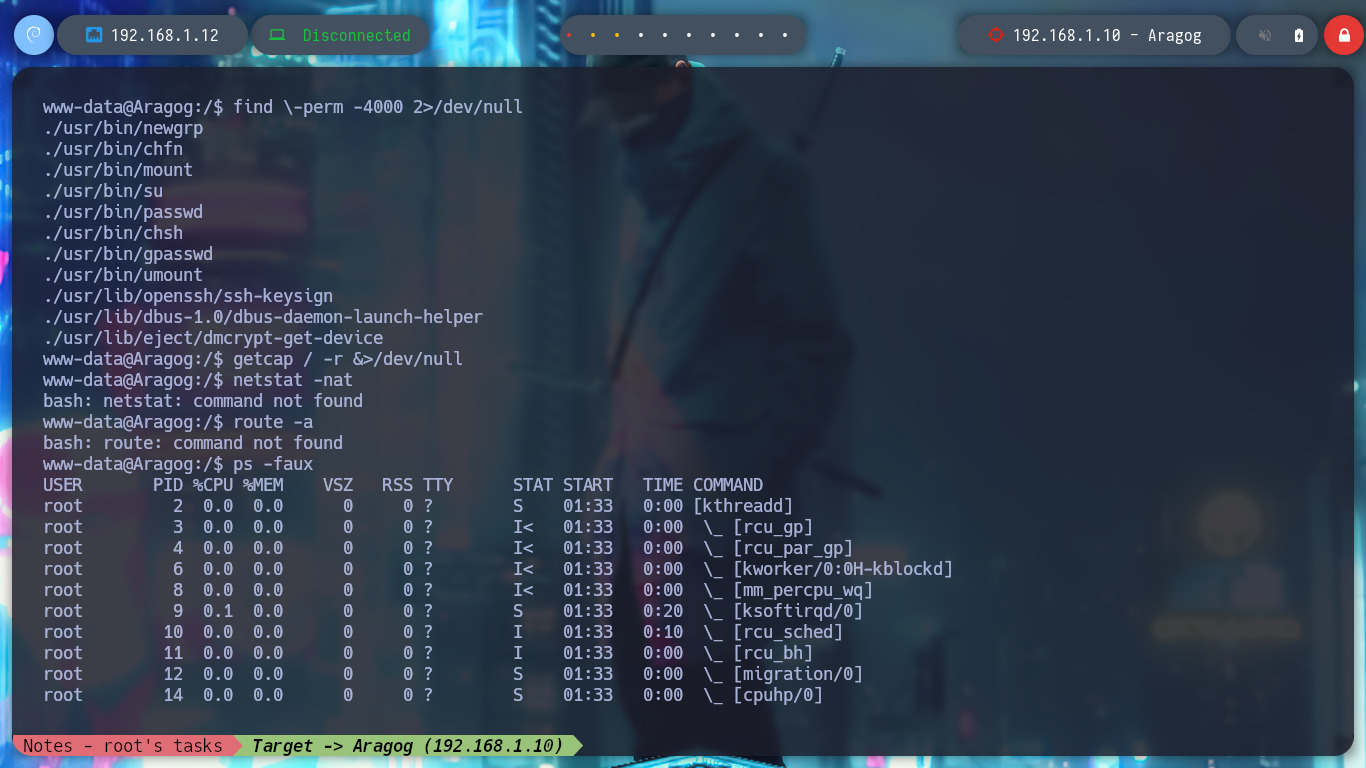 192.168.1.12
Disconnected
192.168.1.10 - Aragog
www-data@Aragog:/$ find \-perm -4000 2>/dev/null
./usr/bin/newgrp
./usr/bin/chfn
./usr/bin/mount
./usr/bin/su
./usr/bin/passwd
./usr/bin/chsh
./usr/bin/gpasswd
./usr/bin/umount
./usr/lib/openssh/ssh-keysign
./usr/lib/dbus-1.0/dbus-daemon-launch-helper
./usr/lib/eject/dmcrypt-get-device
www-data@Aragog:/$ getcap / -r &>/dev/null
www-data@Aragog:/$ netstat -nat
bash: netstat: command not found
www-data@Aragog:/$ route -a
bash: route: command not found
www-data@Aragog:/$ ps -faux
USER       PID %CPU %MEM    VSZ   RSS TTY      STAT START   TIME COMMAND
root         2  0.0  0.0      0     0 ?        S    01:33   0:00 [kthreadd]
root         3  0.0  0.0      0     0 ?        I<   01:33   0:00  \_ [rcu_gp]
root         4  0.0  0.0      0     0 ?        I<   01:33   0:00  \_ [rcu_par_gp]
root         6  0.0  0.0      0     0 ?        I<   01:33   0:00  \_ [kworker/0:0H-kblockd]
root         8  0.0  0.0      0     0 ?        I<   01:33   0:00  \_ [mm_percpu_wq]
root         9  0.1  0.0      0     0 ?        S    01:33   0:20  \_ [ksoftirqd/0]
root        10  0.0  0.0      0     0 ?        I    01:33   0:10  \_ [rcu_sched]
root        11  0.0  0.0      0     0 ?        I    01:33   0:00  \_ [rcu_bh]
root        12  0.0  0.0      0     0 ?        S    01:33   0:00  \_ [migration/0]
root        14  0.0  0.0      0     0 ?        S    01:33   0:00  \_ [cpuhp/0]
Notes - root's tasks
Target -> Aragog (192.168.1.10)